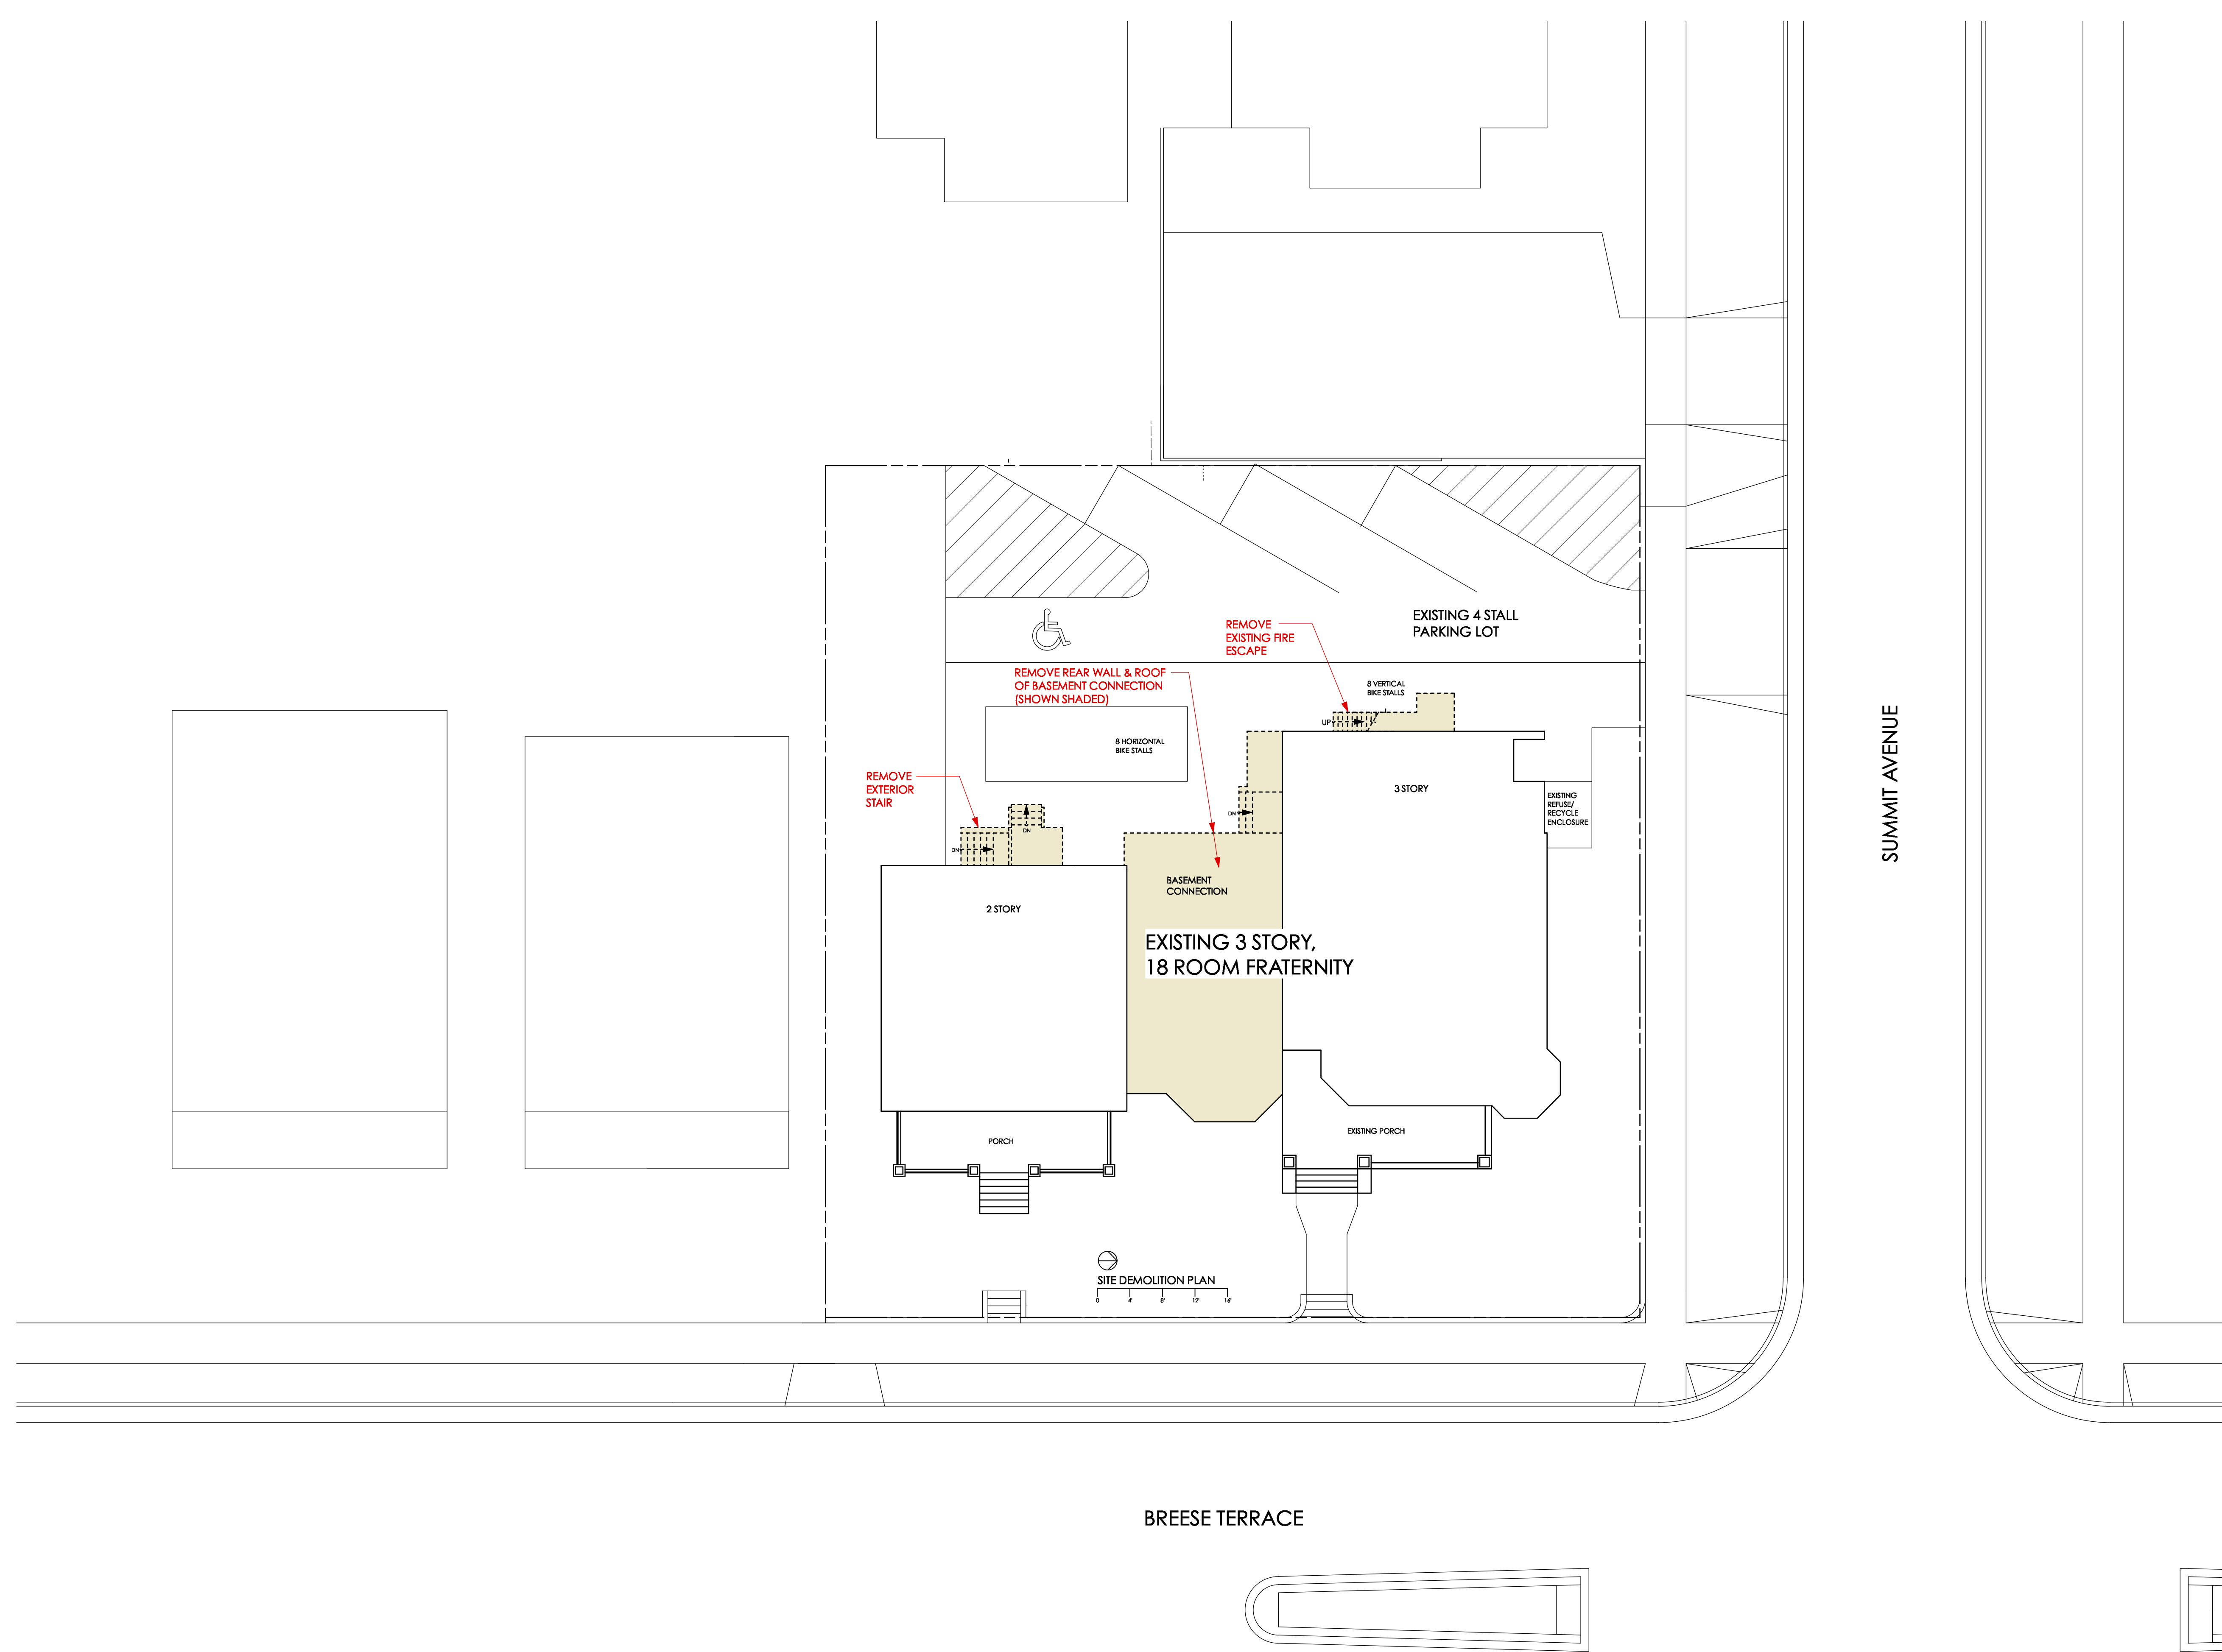 EXISTING 4 STALL
PARKING LOT
REMOVE
EXISTING FIRE
ESCAPE
REMOVE REAR WALL & ROOF
OF BASEMENT CONNECTION
(SHOWN SHADED)
8 VERTICAL
BIKE STALLS
UP
8 HORIZONTAL
BIKE STALLS
REMOVE
EXTERIOR
STAIR
3 STORY
EXISTING
REFUSE/
RECYCLE
ENCLOSURE
DN
DN
DN
SUMMIT AVENUE
BASEMENT
CONNECTION
2 STORY
EXISTING 3 STORY,
18 ROOM FRATERNITY
PORCH
EXISTING PORCH
SITE DEMOLITION PLAN
0 4' 8' 12' 16'
BREESE TERRACE